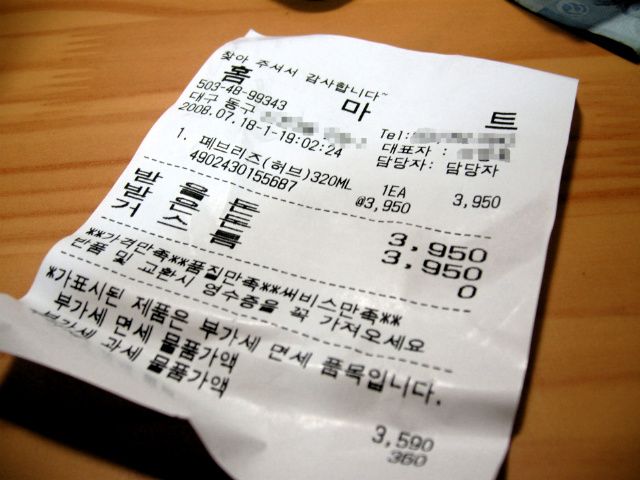 찾아 주셔서 감사합니다~
홈 마 트
503-48-99343 Tel:
대구 동구 대표자 :
2008.07.18-1-19:02:24 담당자: 담당자
1. 페브리즈(허브)320ML 1EA 3,950
4902430155687 @3,950
받 을 돈 3,950
받 은 돈 3,950
거 스 름 0
**가격만족**품질만족**써비스만족**
반품 및 교환시 영수증을 꼭 가져오세요
*가표시된 제품은 부가세 면세 품목입니다.
부가세 면세 물품가액
부가세 과세 물품가액 3,590
360